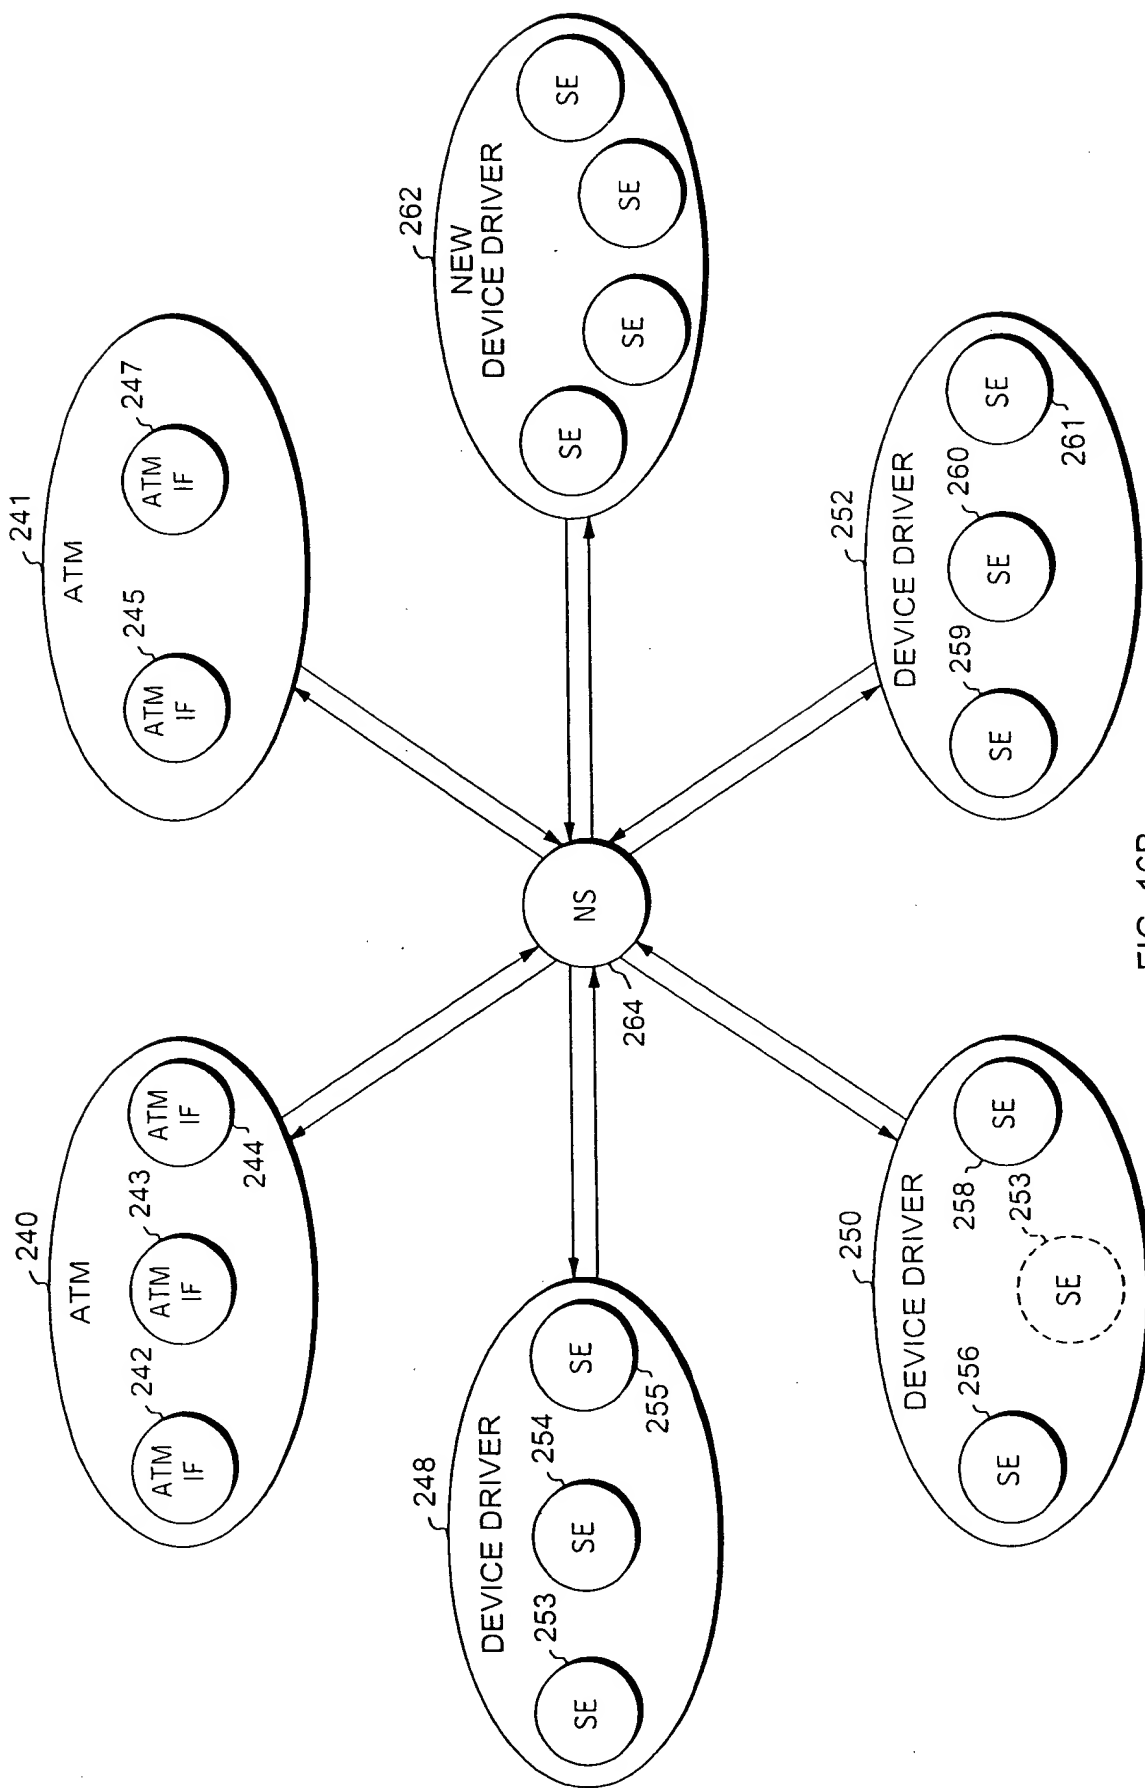 240
ATM
242
ATM
IF
243
ATM
IF
ATM
IF
244
241
ATM
245
ATM
IF
247
ATM
IF
248
DEVICE DRIVER
253
SE
254
SE
SE
255
NS
264
262
NEW
DEVICE DRIVER
SE
SE
SE
SE
250
DEVICE DRIVER
256
SE
253
SE
258
SE
252
DEVICE DRIVER
259
SE
260
SE
SE
261